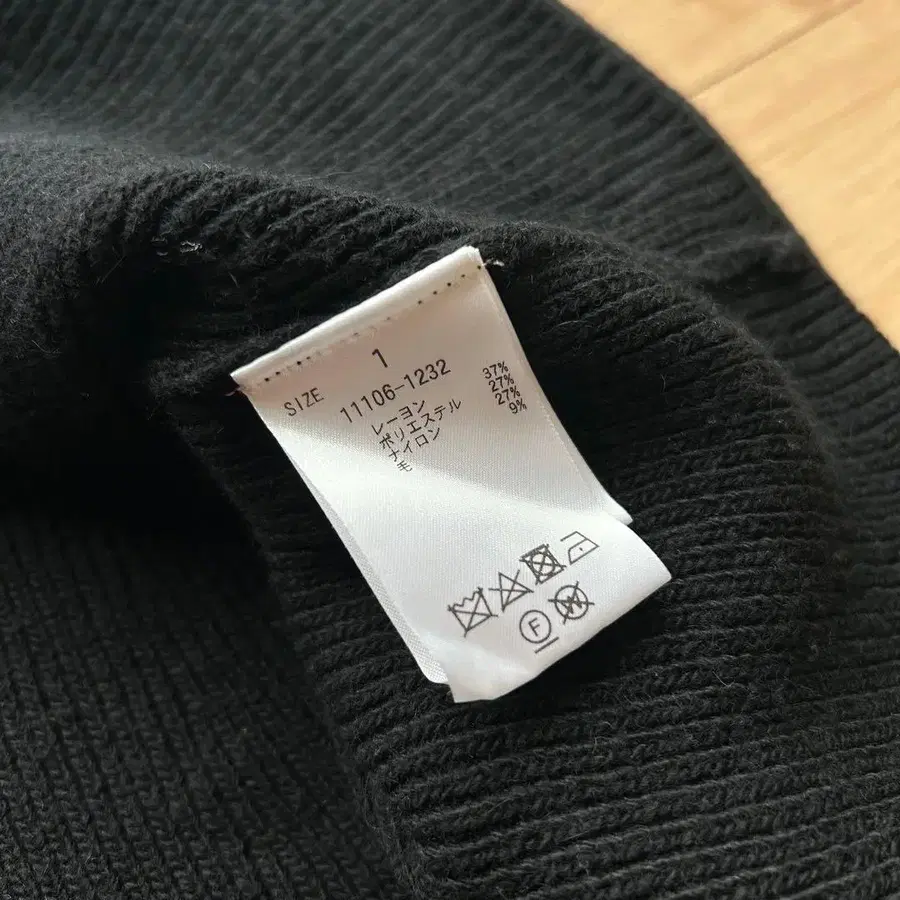 SIZE 1
11106-1232
レーヨン 37%
ポリエステル 27%
ナイロン 27%
毛 9%
F W